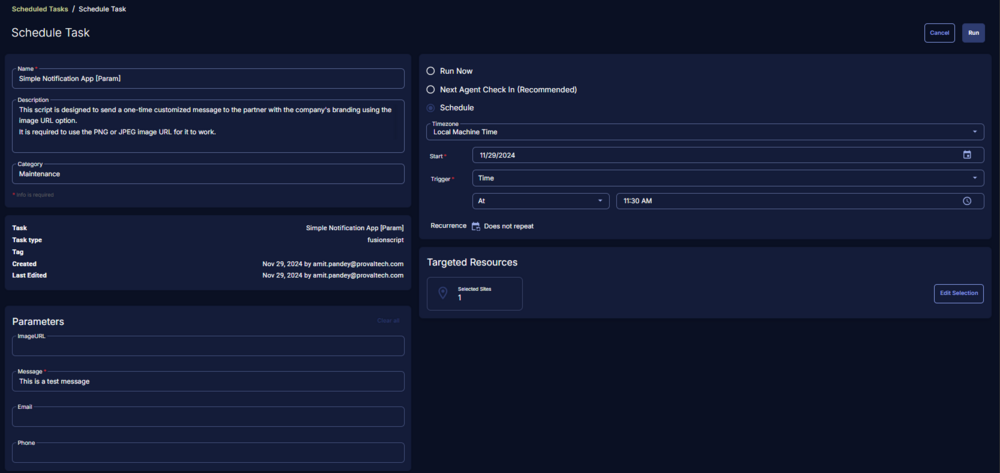 Scheduled Tasks / Schedule Task
Schedule Task
Cancel
Run
Name *
Simple Notification App [Param]
Description
This script is designed to send a one-time customized message to the partner with the company's branding using the
image URL option.
It is required to use the PNG or JPEG image URL for it to work.
Category
Maintenance
* Info is required
Task Simple Notification App [Param]
Task type fusionscript
Tag
Created Nov 29, 2024 by amit.pandey@provaltech.com
Last Edited Nov 29, 2024 by amit.pandey@provaltech.com
Parameters
Clear all
ImageURL
Message *
This is a test message
Email
Phone
Run Now
Next Agent Check In (Recommended)
Schedule
Timezone
Local Machine Time
Start * 11/29/2024
Trigger * Time
At 11:30 AM
Recurrence Does not repeat
Targeted Resources
Selected Sites
1
Edit Selection